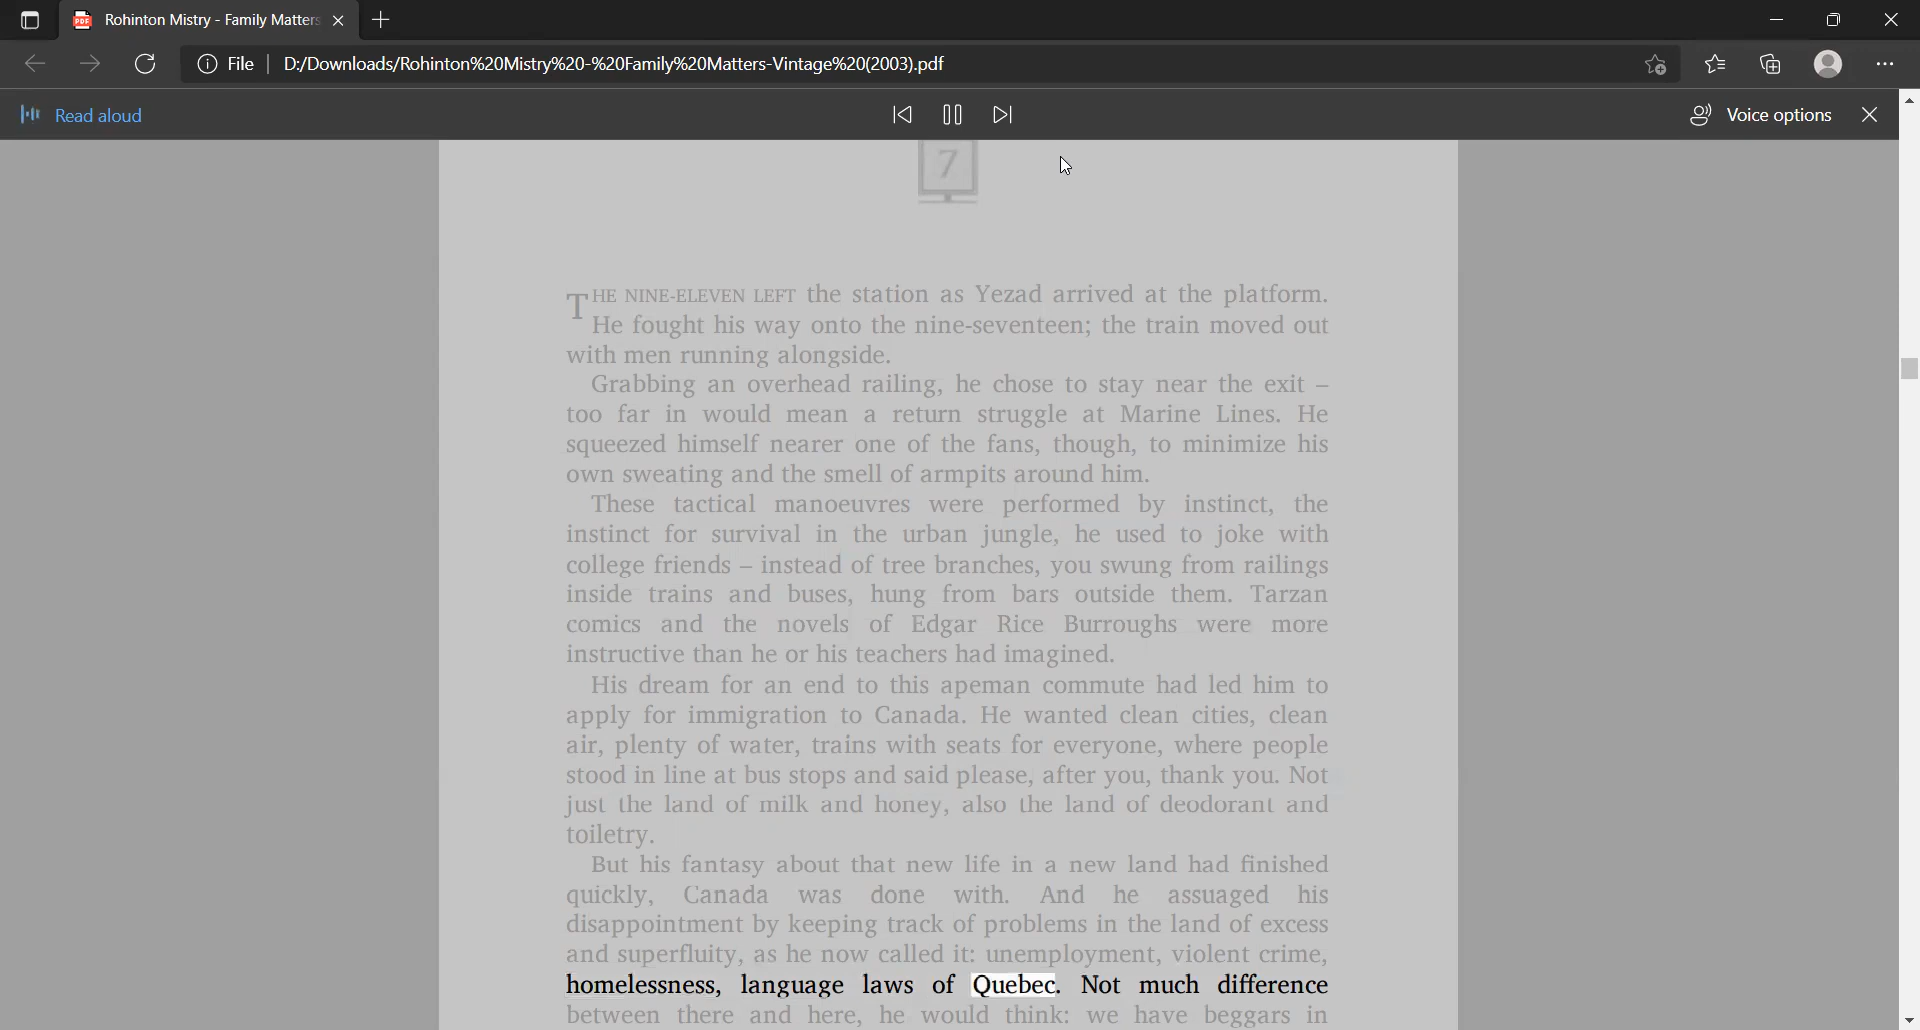 Rohinton Mistry - Family Matters
File
D:/Downloads/Rohinton%20Mistry%20-%20Family%20Matters-Vintage%20(2003).pdf
Read aloud
Voice options
7
THE NINE-ELEVEN LEFT the station as Yezad arrived at the platform.
He fought his way onto the nine-seventeen; the train moved out
with men running alongside.
Grabbing an overhead railing, he chose to stay near the exit –
too far in would mean a return struggle at Marine Lines. He
squeezed himself nearer one of the fans, though, to minimize his
own sweating and the smell of armpits around him.
These tactical manoeuvres were performed by instinct, the
instinct for survival in the urban jungle, he used to joke with
college friends – instead of tree branches, you swung from railings
inside trains and buses, hung from bars outside them. Tarzan
comics and the novels of Edgar Rice Burroughs were more
instructive than he or his teachers had imagined.
His dream for an end to this apeman commute had led him to
apply for immigration to Canada. He wanted clean cities, clean
air, plenty of water, trains with seats for everyone, where people
stood in line at bus stops and said please, after you, thank you. Not
just the land of milk and honey, also the land of deodorant and
toiletry.
But his fantasy about that new life in a new land had finished
quickly, Canada was done with. And he assuaged his
disappointment by keeping track of problems in the land of excess
and superfluity, as he now called it: unemployment, violent crime,
homelessness, language laws of Quebec. Not much difference
between there and here, he would think: we have beggars in